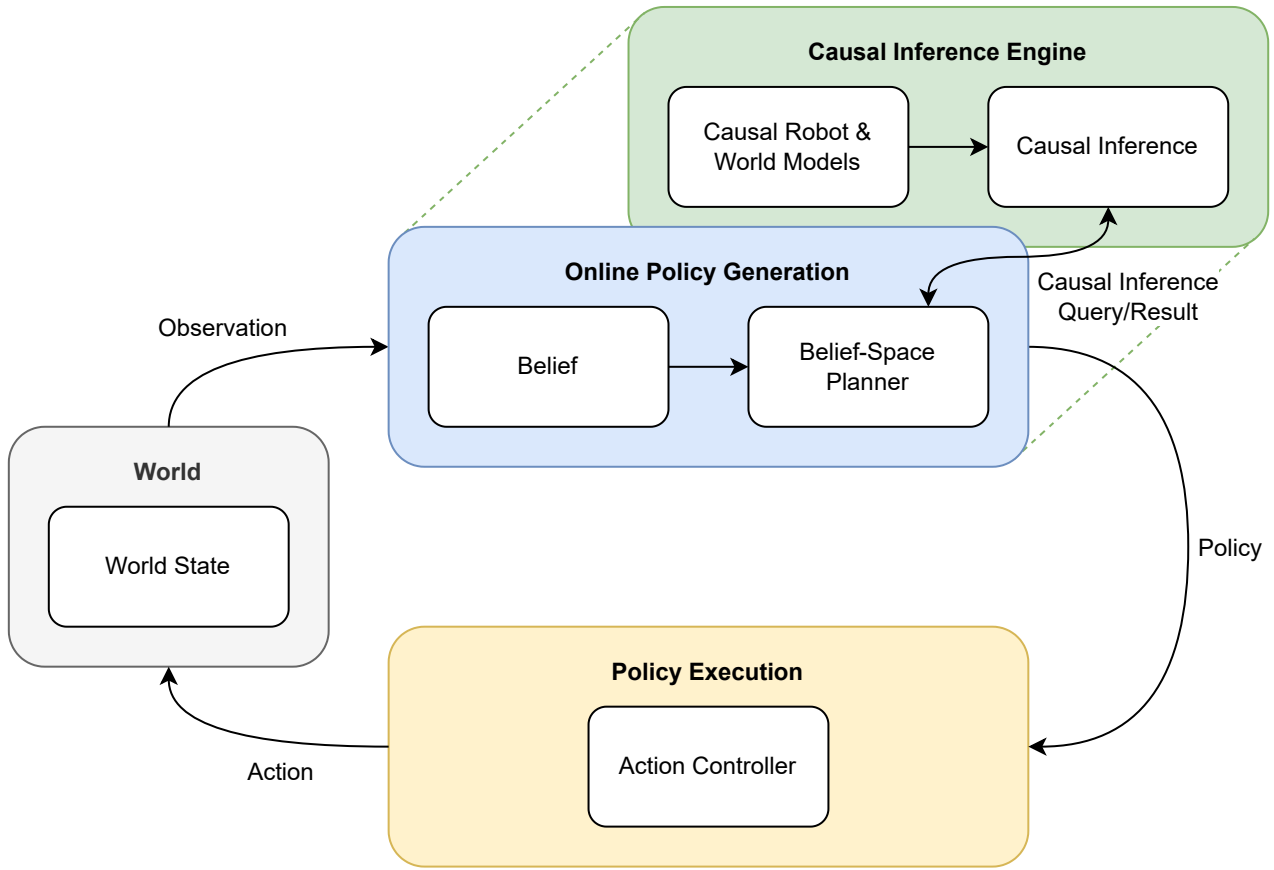 Causal Inference Engine
Causal Robot &
World Models
Causal Inference
Online Policy Generation
Causal Inference
Query/Result
Belief
Belief-Space
Planner
Observation
World
World State
Policy
Policy Execution
Action Controller
Action